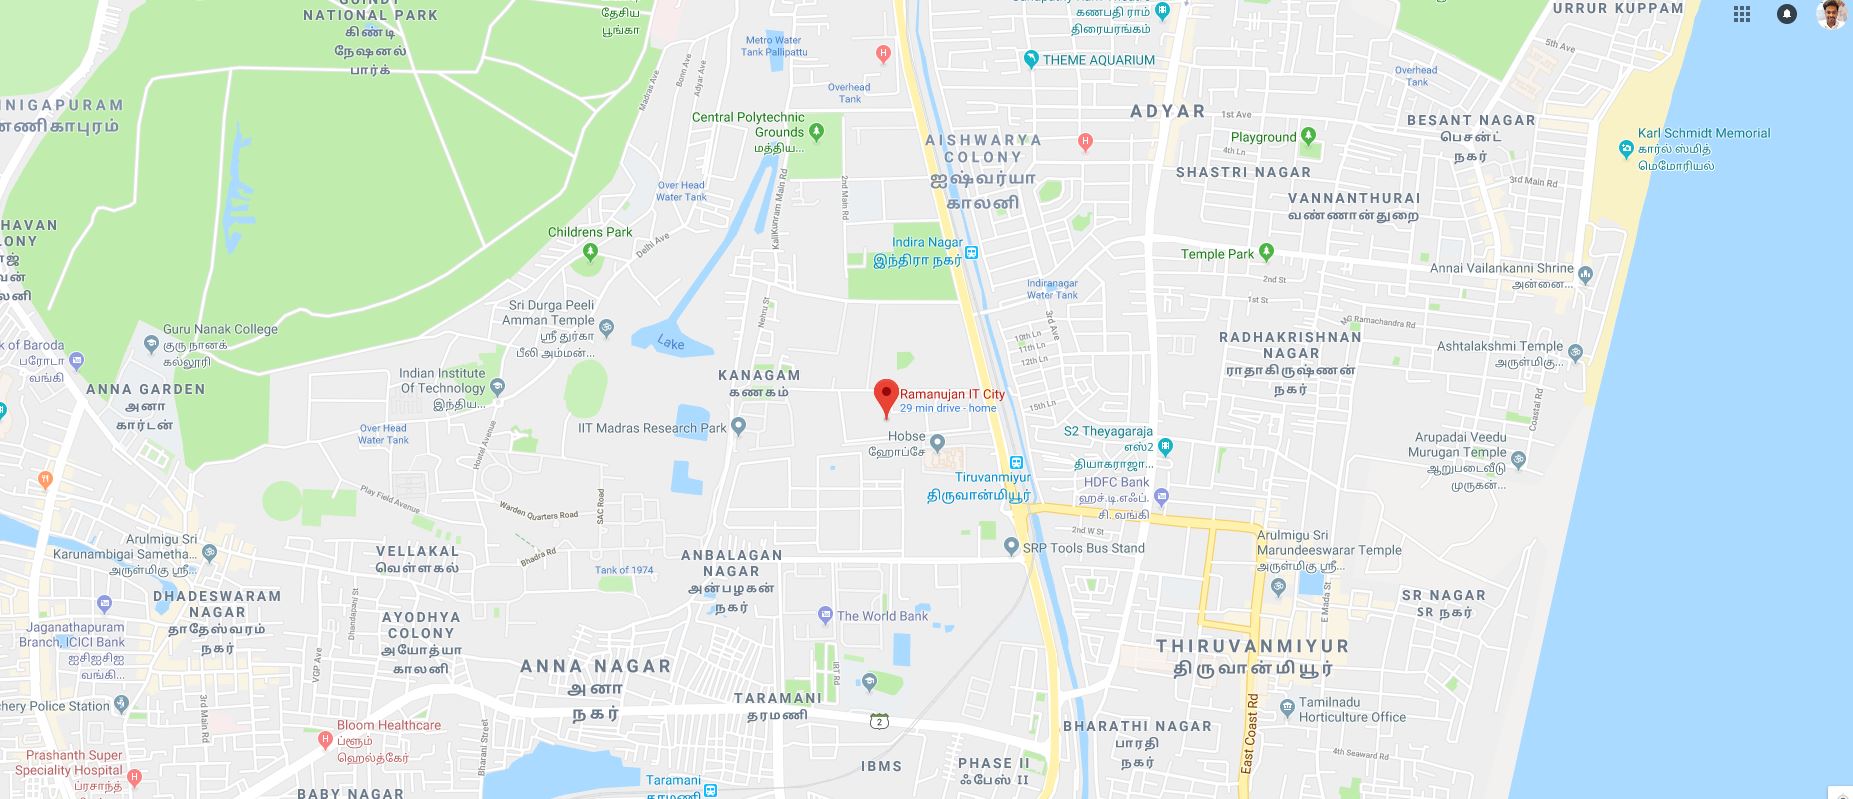 NATIONAL PARK
கிண்டி
நேஷனல்
பார்க்
தேசிய
பூங்கா
Metro Water
Tank Pallipattu
Overhead
Tank
Madras Ave
Bonn Ave
Adyar Ave
கணபதி ராம்
திரையரங்கம்
THEME AQUARIUM
URRUR KUPPAM
5th Ave
Overhead
Tank
ADYAR
1st Ave
BESANT NAGAR
பெசன்ட்
நகர்
Karl Schmidt Memorial
கார்ல் ஸ்மித்
மெமோரியல்
NIGAPURAM
ணிகாபுரம்
Central Polytechnic
Grounds
மத்திய...
AISHWARYA
COLONY
ஐஷ்வர்யா
காலனி
Playground
4th Ln
SHASTRI NAGAR
3rd Main Rd
VANNANTHURAI
வண்ணான்துறை
Over Head
Water Tank
2nd Main Rd
KaliKunram Main Rd
Childrens Park
Delhi Ave
Indira Nagar
இந்திரா நகர்
Temple Park
2nd St
1st St
Annai Vailankanni Shrine
அன்னை...
Indiranagar
Water Tank
Sri Durga Peeli
Amman Temple
ஸ்ரீ துர்கா
பீலி அம்மன்...
Nehru St
Lake
3rd Ave
10th Ln
11th Ln
12th Ln
15th Ln
MG Ramachandra Rd
RADHAKRISHNAN
NAGAR
ராதாகிருஷ்ணன்
நகர்
Ashtalakshmi Temple
அருள்மிகு...
Guru Nanak College
குரு நானக்
கல்லூரி
k of Baroda
பரோடா
வங்கி
ANNA GARDEN
அனா
கார்டன்
Indian Institute
Of Technology
இந்திய...
KANAGAM
கணகம்
Ramanujan IT City
29 min drive - home
Coastal Rd
Over Head
Water Tank
Hostel Avenue
IIT Madras Research Park
Hobse
ஹோப்சே
S2 Theyagaraja
எஸ்2
தியாகராஜா...
Arupadai Veedu
Murugan Temple
ஆறுபடைவீடு
முருகன்...
Tiruvanmiyur
திருவான்மியூர்
HDFC Bank
ஹச்.டி.எஃப்.
சி. வங்கி
Play Field Avenue
Warden Quarters Road
SAC Road
Bhadra Rd
2nd W St
SRP Tools Bus Stand
Arulmigu Sri
Marundeeswarar Temple
அருள்மிகு ஸ்ரீ...
Arulmigu Sri
Karunambigai Sametha...
அருள்மிகு ஸ்ரீ...
VELLAKAL
வெள்ளகல்
Tank of 1974
ANBALAGAN
NAGAR
அன்பழகன்
நகர்
E Mada St
SR NAGAR
SR நகர்
DHADESWARAM
NAGAR
தாதேஸ்வரம்
நகர்
Dhandapani St
AYODHYA
COLONY
அயோத்யா
காலனி
The World Bank
Jaganathapuram
Branch, ICICI Bank
ஐசிஐசிஐ
வங்கி...
VGP Ave
THIRUVANMIYUR
திருவான்மியூர்
ANNA NAGAR
அனா
நகர்
IRT Rd
TARAMANI
தரமணி
2
chery Police Station
3rd Main Rd
Bloom Healthcare
ப்ளூம்
ஹெல்த்கேர்
Bharani Street
BHARATHI NAGAR
பாரதி
நகர்
Tamilnadu
Horticulture Office
East Coast Rd
4th Seaward Rd
Prashanth Super
Speciality Hospital
ப்ரசாந்த்
IBMS
PHASE II
ஃபேஸ் II
Taramani
BABY NAGAR